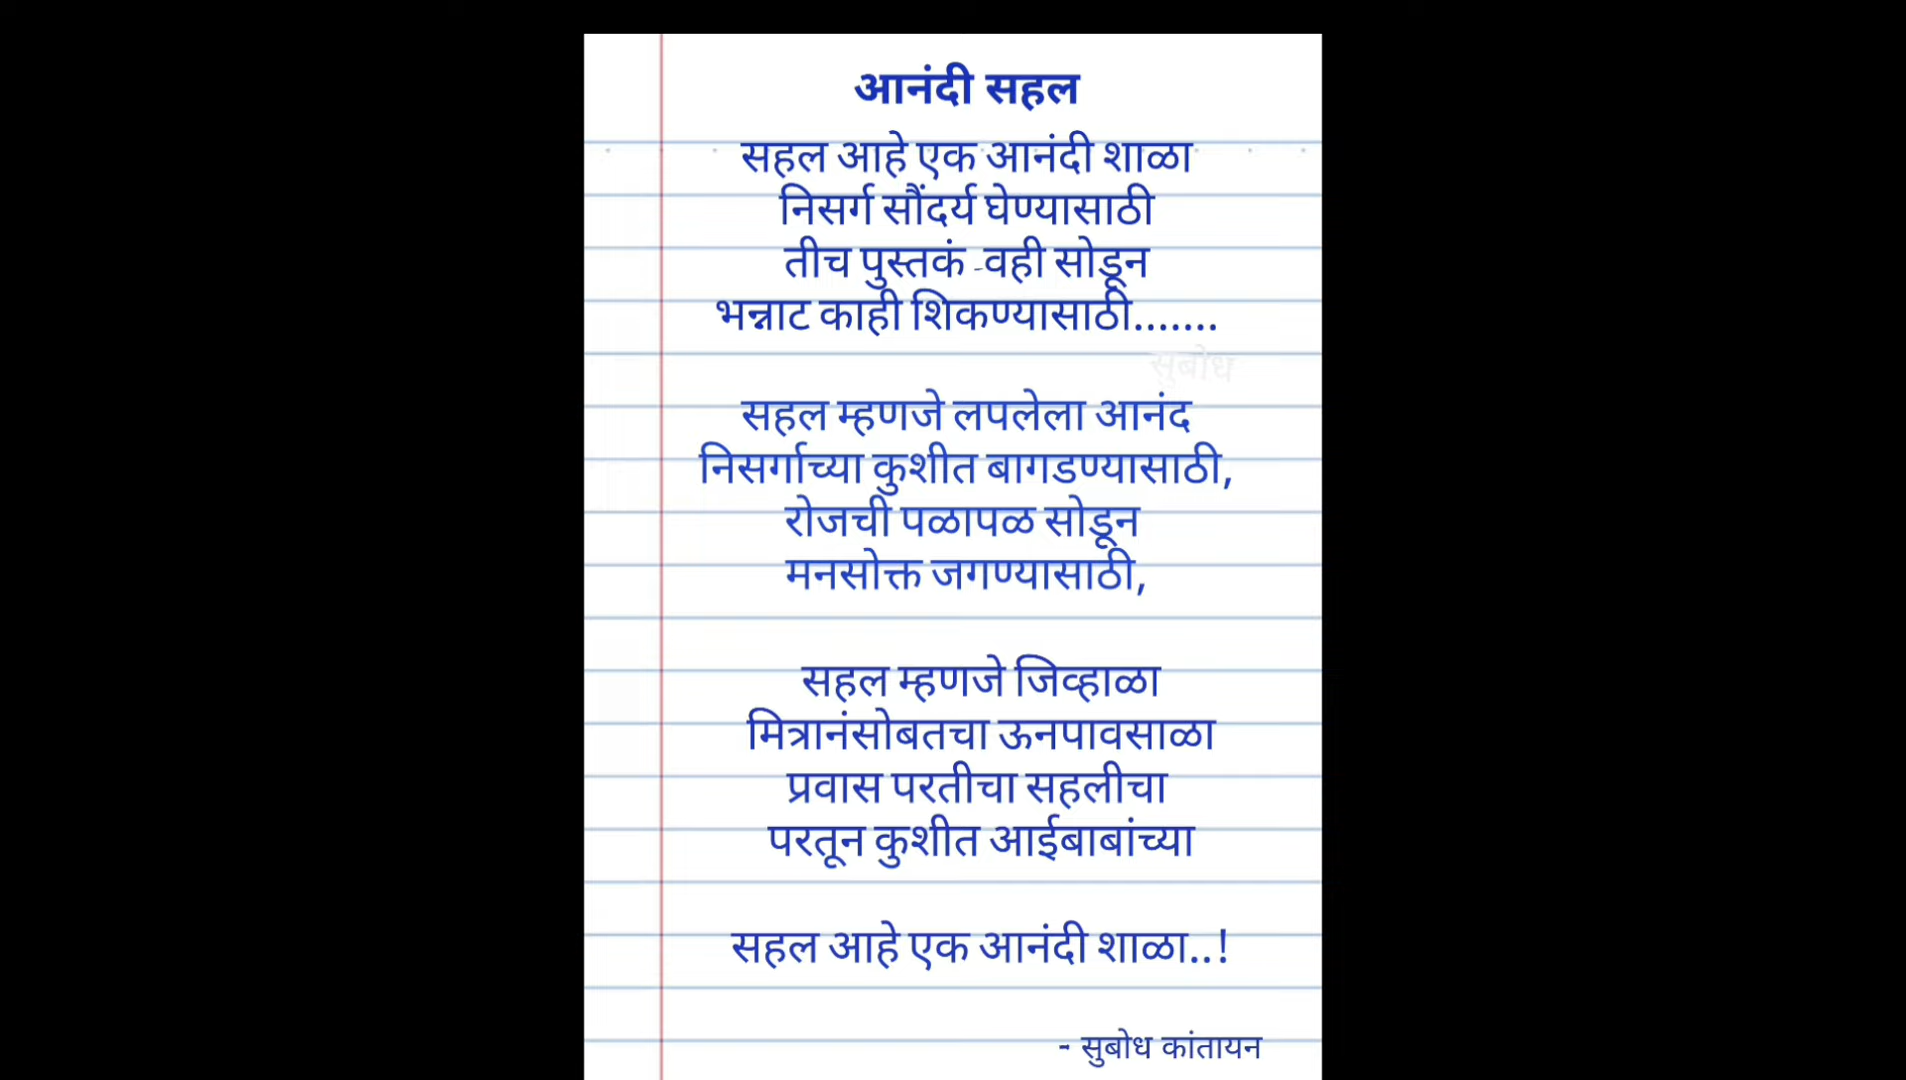 आनंदी सहल
सहल आहे एक आनंदी शाळा
निसर्ग सौंदर्य घेण्यासाठी
तीच पुस्तकं -वही सोडून
भन्नाट काही शिकण्यासाठी.......
सुबोध
सहल म्हणजे लपलेला आनंद
निसर्गाच्या कुशीत बागडण्यासाठी,
रोजची पळापळ सोडून
मनसोक्त जगण्यासाठी,
सहल म्हणजे जिव्हाळा
मित्रानंसोबतचा ऊनपावसाळा
प्रवास परतीचा सहलीचा
परतून कुशीत आईबाबांच्या
सहल आहे एक आनंदी शाळा..!
- सुबोध कांतायन